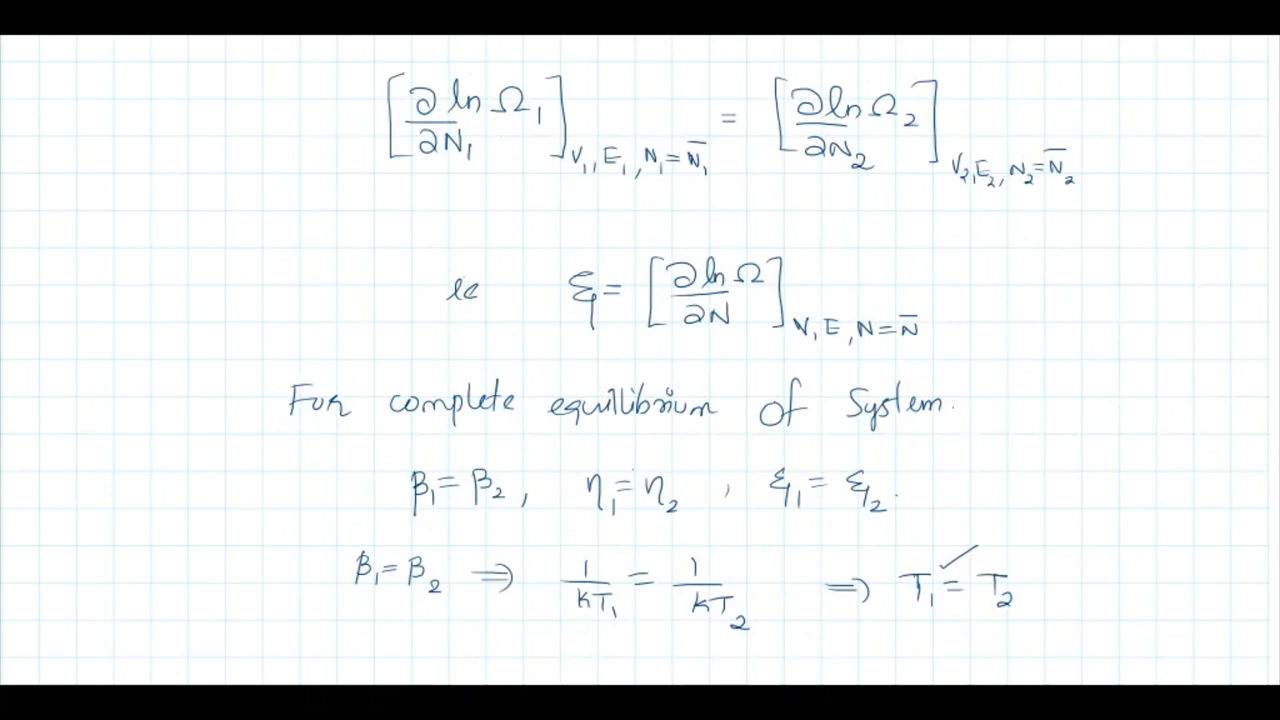 [∂ ln Ω₁ / ∂N₁]_{V₁, E₁, N₁ = N̄₁} = [∂ ln Ω₂ / ∂N₂]_{V₂, E₂, N₂ = N̄₂}
ie ξ = [∂ ln Ω / ∂N]_{V, E, N = N̄}
For complete equilibrium of System.
β₁ = β₂, η₁ = η₂, ξ₁ = ξ₂.
β₁ = β₂ ⟹ 1/kT₁ = 1/kT₂ ⟹ T₁ = T₂ ✓